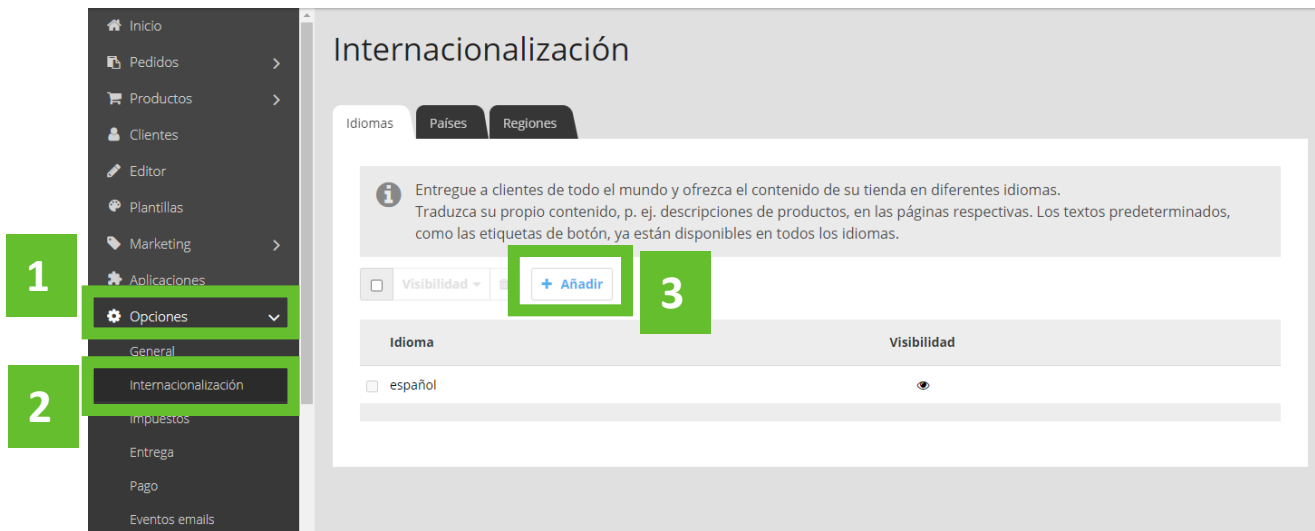 Inicio
Pedidos
Productos
Clientes
Editor
Plantillas
Marketing
Aplicaciones
1
Opciones
General
2
Internacionalización
Impuestos
Entrega
Pago
Eventos emails
Internacionalización
Idiomas
Países
Regiones
Entregue a clientes de todo el mundo y ofrezca el contenido de su tienda en diferentes idiomas.
Traduzca su propio contenido, p. ej. descripciones de productos, en las páginas respectivas. Los textos predeterminados,
como las etiquetas de botón, ya están disponibles en todos los idiomas.
Visibilidad
+ Añadir
3
Idioma
Visibilidad
español